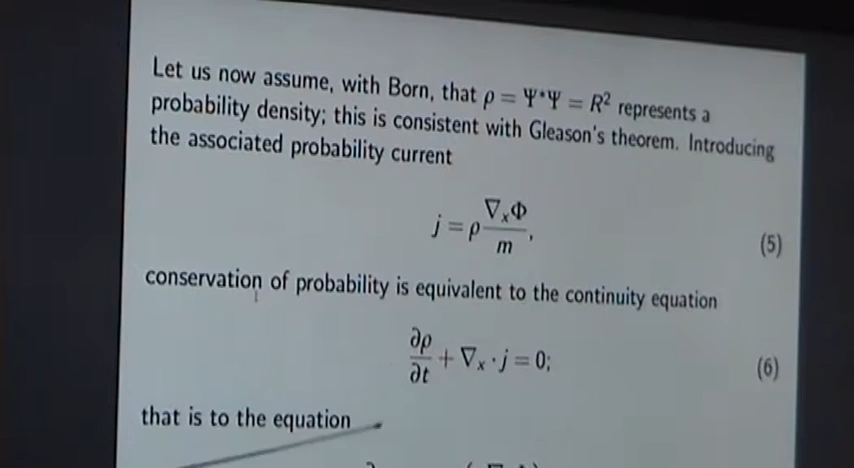 Let us now assume, with Born, that ρ = Ψ*Ψ = R² represents a
probability density; this is consistent with Gleason's theorem. Introducing
the associated probability current
j = ρ ∇ₓΦ / m , (5)
conservation of probability is equivalent to the continuity equation
∂ρ/∂t + ∇ₓ · j = 0; (6)
that is to the equation